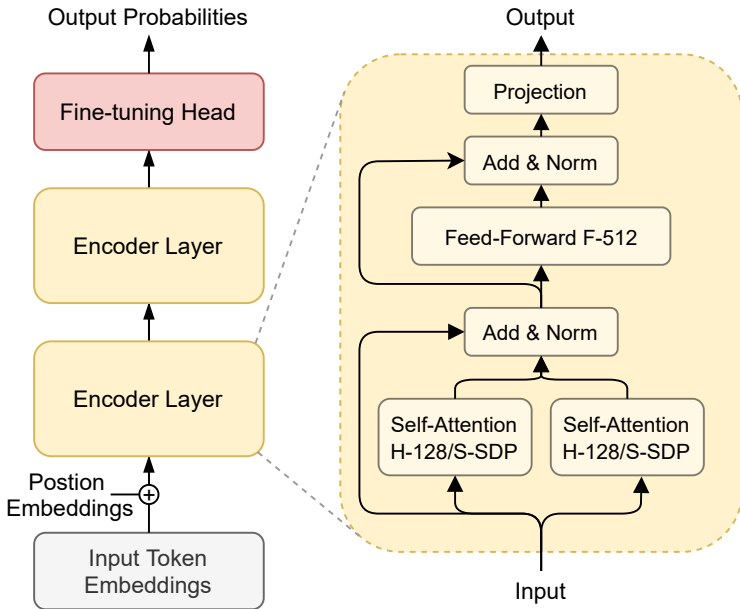 Output Probabilities
Fine-tuning Head
Encoder Layer
Encoder Layer
Postion
Embeddings
Input Token
Embeddings
Output
Projection
Add & Norm
Feed-Forward F-512
Add & Norm
Self-Attention
H-128/S-SDP
Self-Attention
H-128/S-SDP
Input